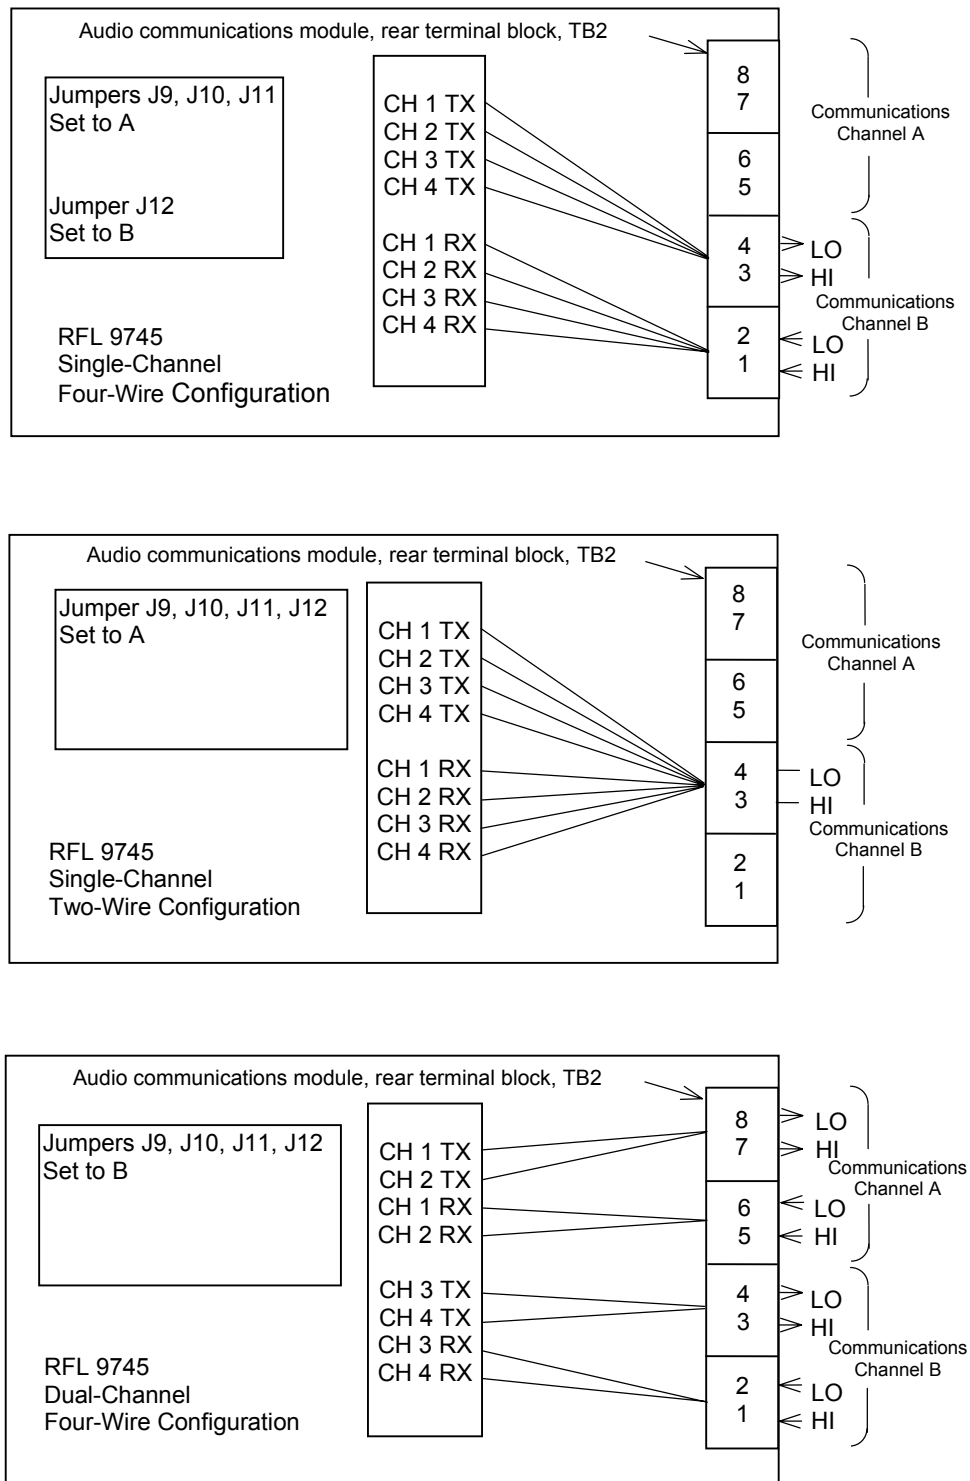 Audio communications module, rear terminal block, TB2
Jumpers J9, J10, J11
Set to A
Jumper J12
Set to B
RFL 9745
Single-Channel
Four-Wire Configuration
CH 1 TX
CH 2 TX
CH 3 TX
CH 4 TX
CH 1 RX
CH 2 RX
CH 3 RX
CH 4 RX
8
7
6
5
4
3
2
1
LO
HI
LO
HI
Communications
Channel A
Communications
Channel B
Audio communications module, rear terminal block, TB2
Jumper J9, J10, J11, J12
Set to A
RFL 9745
Single-Channel
Two-Wire Configuration
CH 1 TX
CH 2 TX
CH 3 TX
CH 4 TX
CH 1 RX
CH 2 RX
CH 3 RX
CH 4 RX
8
7
6
5
4
3
2
1
LO
HI
Communications
Channel A
Communications
Channel B
Audio communications module, rear terminal block, TB2
Jumpers J9, J10, J11, J12
Set to B
RFL 9745
Dual-Channel
Four-Wire Configuration
CH 1 TX
CH 2 TX
CH 1 RX
CH 2 RX
CH 3 TX
CH 4 TX
CH 3 RX
CH 4 RX
8
7
6
5
4
3
2
1
LO
HI
LO
HI
LO
HI
LO
HI
Communications
Channel A
Communications
Channel B